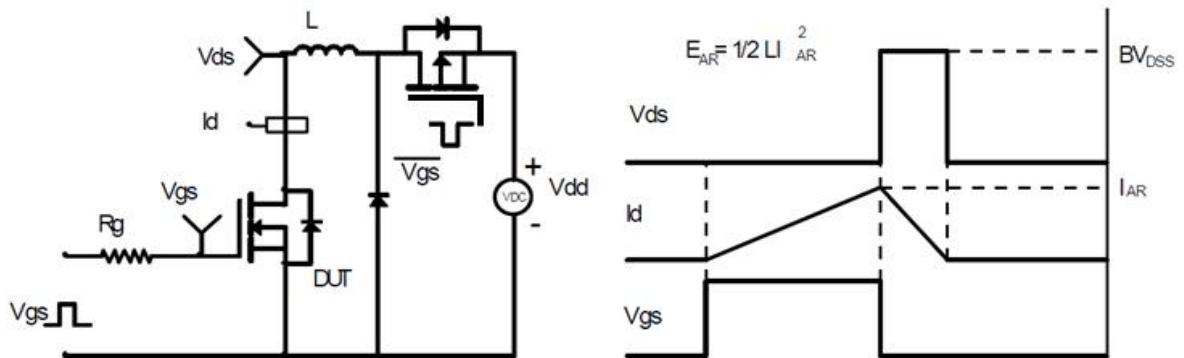 L
Vds
Id
Vgs
Rg
DUT
Vgs
Vgs
VDC
+
-
Vdd
E_AR= 1/2 LI²_AR
BV_DSS
Vds
I_AR
Id
Vgs